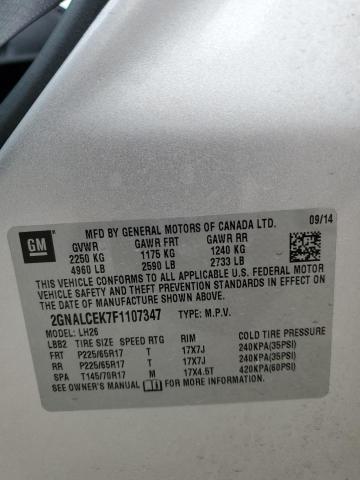 GM
MFD BY GENERAL MOTORS OF CANADA LTD.
09/14
GVWR GAWR FRT GAWR RR
2250 KG 1175 KG 1240 KG
4960 LB 2590 LB 2733 LB
THIS VEHICLE CONFORMS TO ALL APPLICABLE U.S. FEDERAL
MOTOR VEHICLE SAFETY, BUMPER, AND THEFT PREVENTION STANDARDS IN
EFFECT ON THE DATE OF MANUFACTURE SHOWN ABOVE.
2GNALCEK7F1107347 TYPE: M.P.V.
MODEL: LH26
LBB2 TIRE SIZE SPEED RTG RIM COLD TIRE PRESSURE
FRT P225/65R17 T 17X7J 240KPA(35PSI)
RR P225/65R17 T 17X7J 240KPA(35PSI)
SPA T145/70R17 M 17X4.5T 420KPA(60PSI)
SEE OWNER'S MANUAL FOR ADDITIONAL INFORMATION.